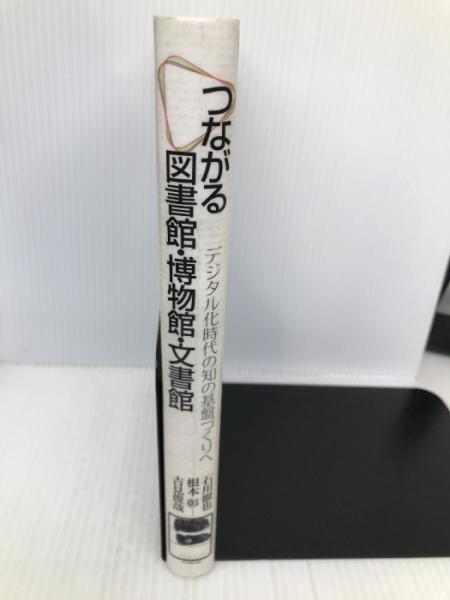 つながる
図書館・博物館・文書館
デジタル化時代の知の基盤づくりへ
石川徹也
根本 彰
吉見俊哉